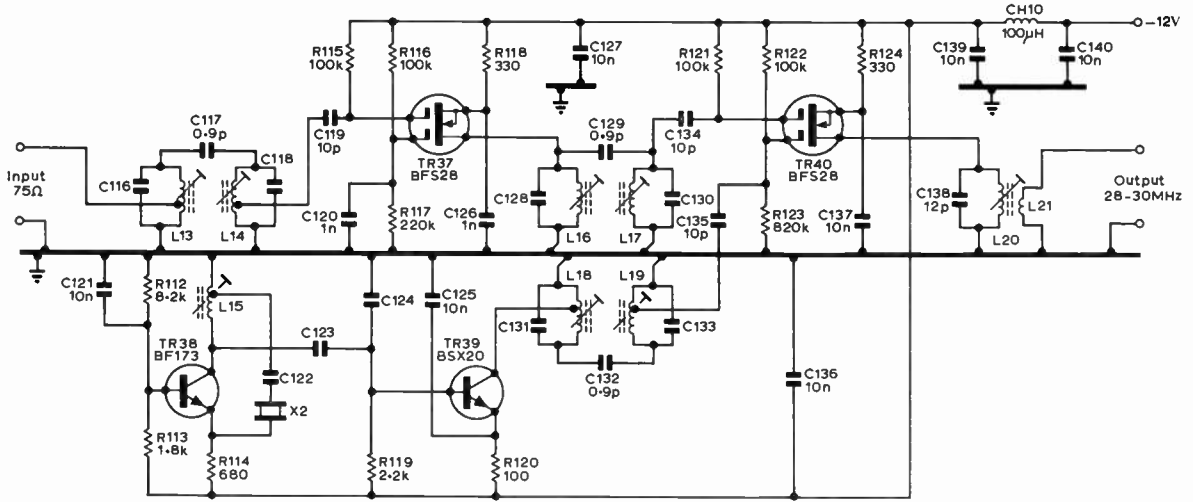 CH10
100μH
-12V
R115
100k
R116
100k
R118
330
C127
10n
R121
100k
R122
100k
R124
330
C139
10n
C140
10n
C117
0·9p
C118
C119
10p
TR37
BFS28
C129
0·9p
C134
10p
TR40
BFS28
Input
75Ω
C116
L13
L14
C120
1n
R117
220k
C126
1n
C128
L16
L17
C130
C135
10p
R123
820k
C137
10n
C138
12p
L20
L21
Output
28-30MHz
C121
10n
R112
8·2k
L15
C124
C125
10n
L18
L19
C131
C133
C123
TR38
BF173
C122
X2
TR39
BSX20
C132
0·9p
C136
10n
R113
1·8k
R114
680
R119
2·2k
R120
100